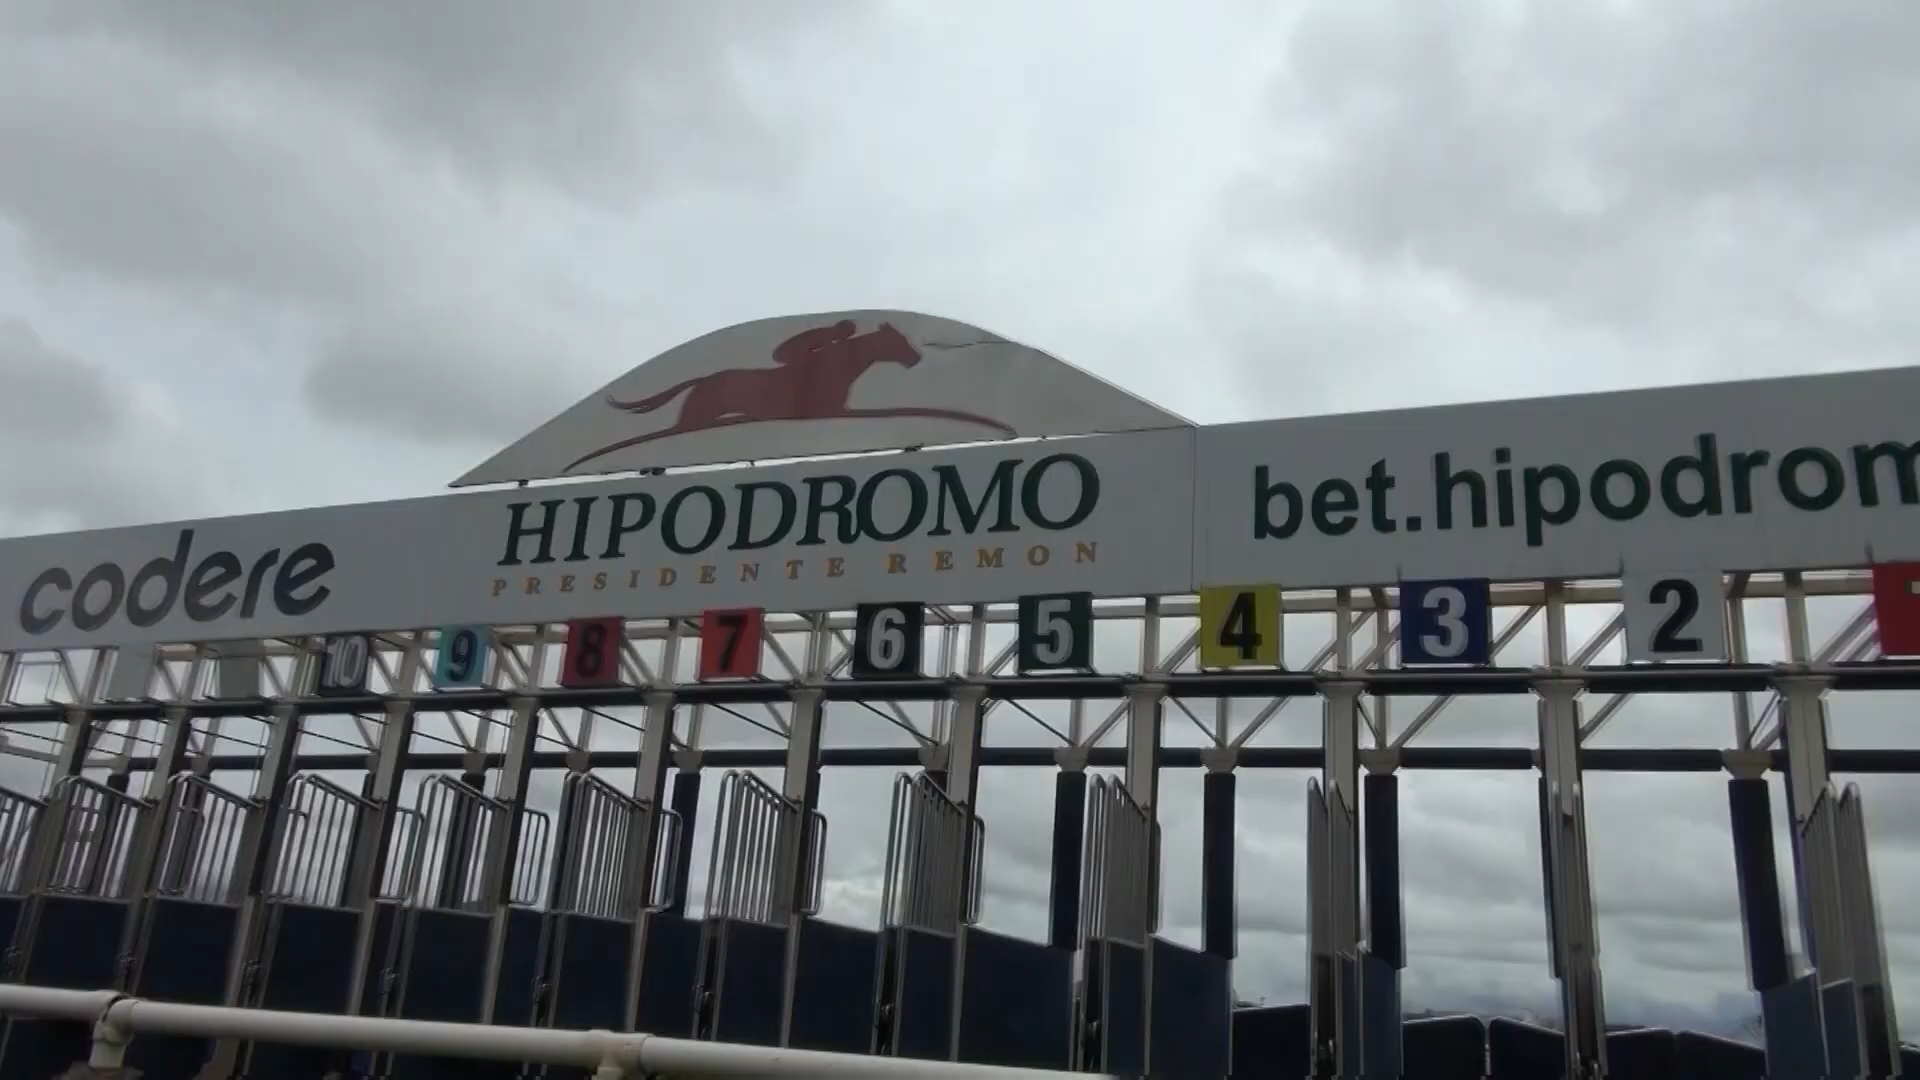 codere
HIPODROMO
PRESIDENTE REMON
bet.hipodrom
10 9 8 7 6 5 4 3 2